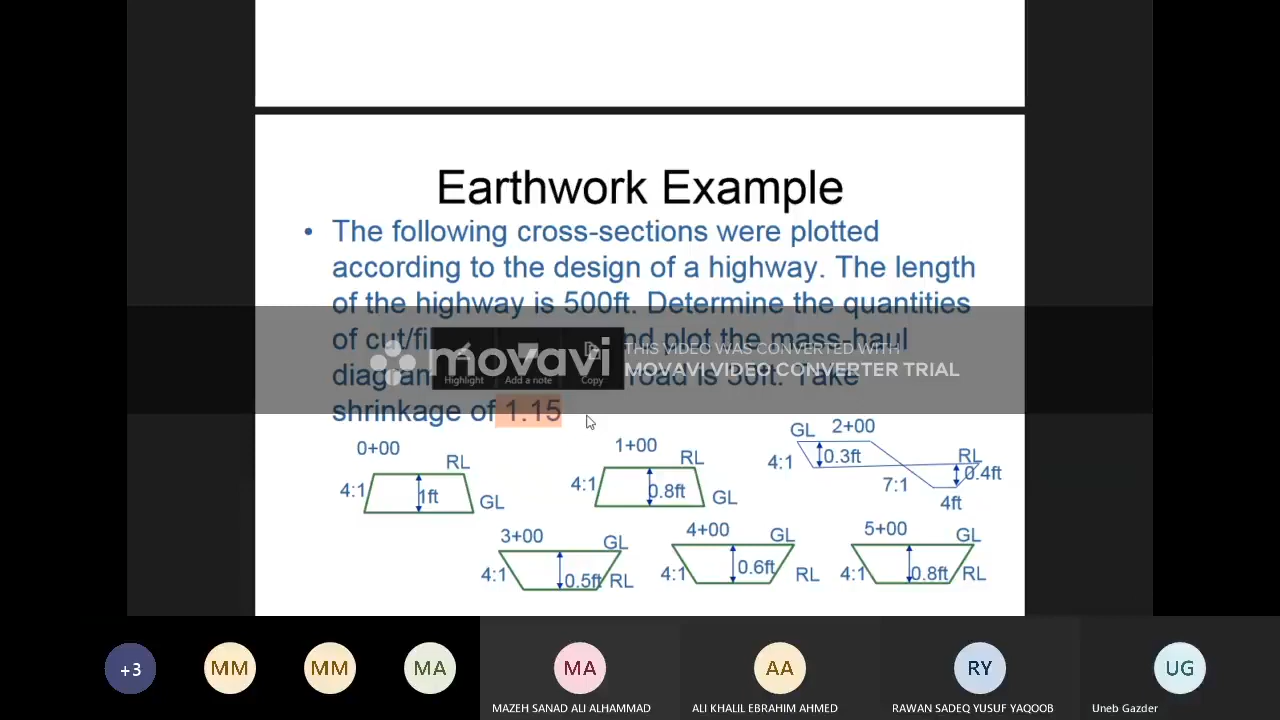 Earthwork Example
• The following cross-sections were plotted
according to the design of a highway. The length
of the highway is 500ft. Determine the quantities
of cut/fil nd plot the mass-haul
diagram road is 30ft. Take
shrinkage of 1.15
movavi
THIS VIDEO WAS CONVERTED WITH
MOVAVI VIDEO CONVERTER TRIAL
Highlight Add a note Copy
0+00
RL
4:1
1ft
GL
1+00
RL
4:1
0.8ft
GL
GL 2+00
4:1
0.3ft
RL
0.4ft
7:1
4ft
3+00
GL
4:1
0.5ft
RL
4+00
GL
4:1
0.6ft
RL
5+00
GL
4:1
0.8ft
RL
+3
MM
MM
MA
MA
AA
RY
UG
MAZEH SANAD ALI ALHAMMAD
ALI KHALIL EBRAHIM AHMED
RAWAN SADEQ YUSUF YAQOOB
Uneb Gazder